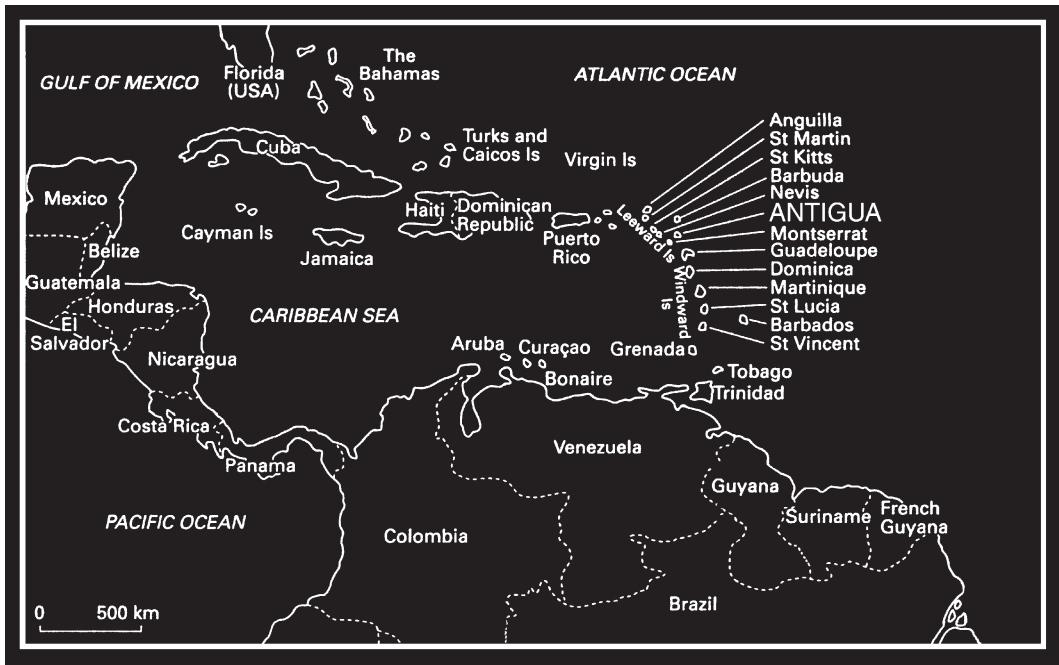 The
Bahamas
GULF OF MEXICO
Florida
(USA)
ATLANTIC OCEAN
Anguilla
St Martin
St Kitts
Barbuda
Nevis
ANTIGUA
Montserrat
Guadeloupe
Dominica
Martinique
St Lucia
Barbados
St Vincent
Turks and
Caicos Is
Virgin Is
Cuba
Mexico
Haiti
Dominican
Republic
Leeward Is
Cayman Is
Jamaica
Puerto
Rico
Belize
Guatemala
Windward
Is
Honduras
El
Salvador
CARIBBEAN SEA
Nicaragua
Aruba
Curaçao
Bonaire
Grenada
Tobago
Trinidad
Costa Rica
Panama
Venezuela
Guyana
Suriname
French
Guyana
PACIFIC OCEAN
Colombia
Brazil
0 500 km